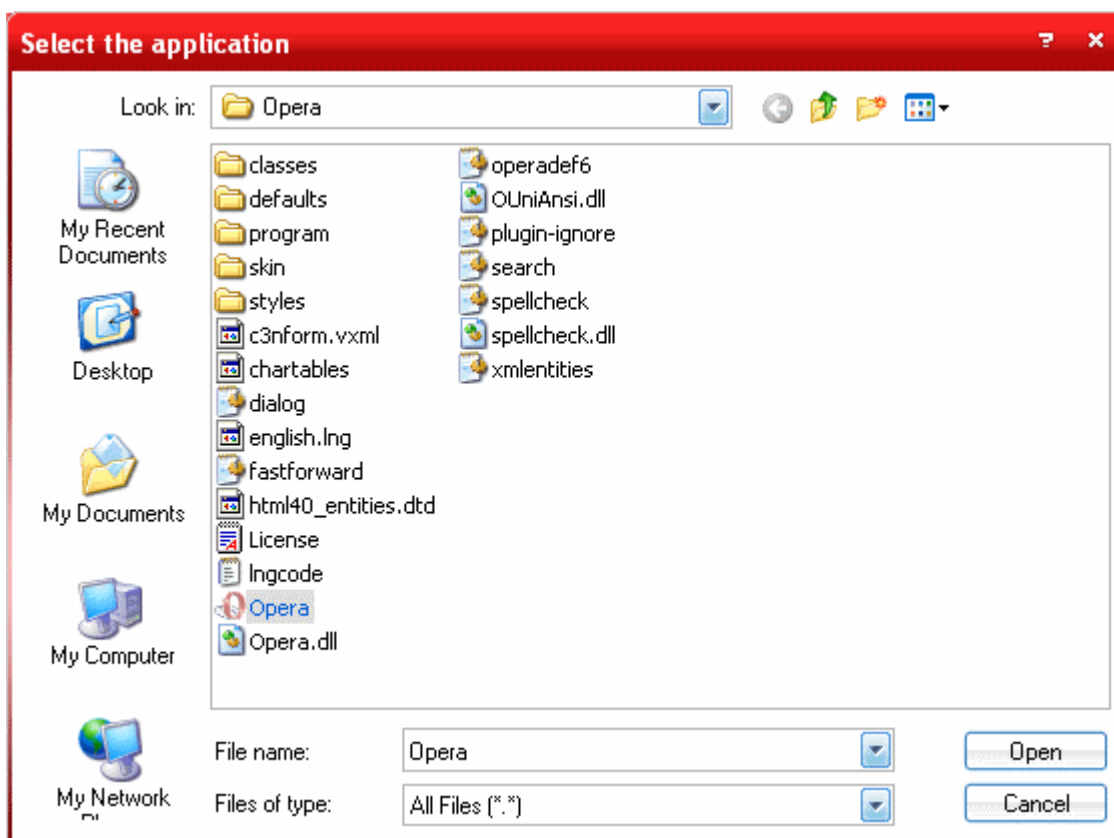 Select the application
Look in:
Opera
My Recent
Documents
Desktop
My Documents
My Computer
My Network
classes
defaults
program
skin
styles
c3nform.vxml
chartables
dialog
english.lng
fastforward
html40_entities.dtd
License
lngcode
Opera
Opera.dll
operadef6
OUniAnsi.dll
plugin-ignore
search
spellcheck
spellcheck.dll
xmlentities
File name:
Opera
Open
Files of type:
All Files (*.*)
Cancel